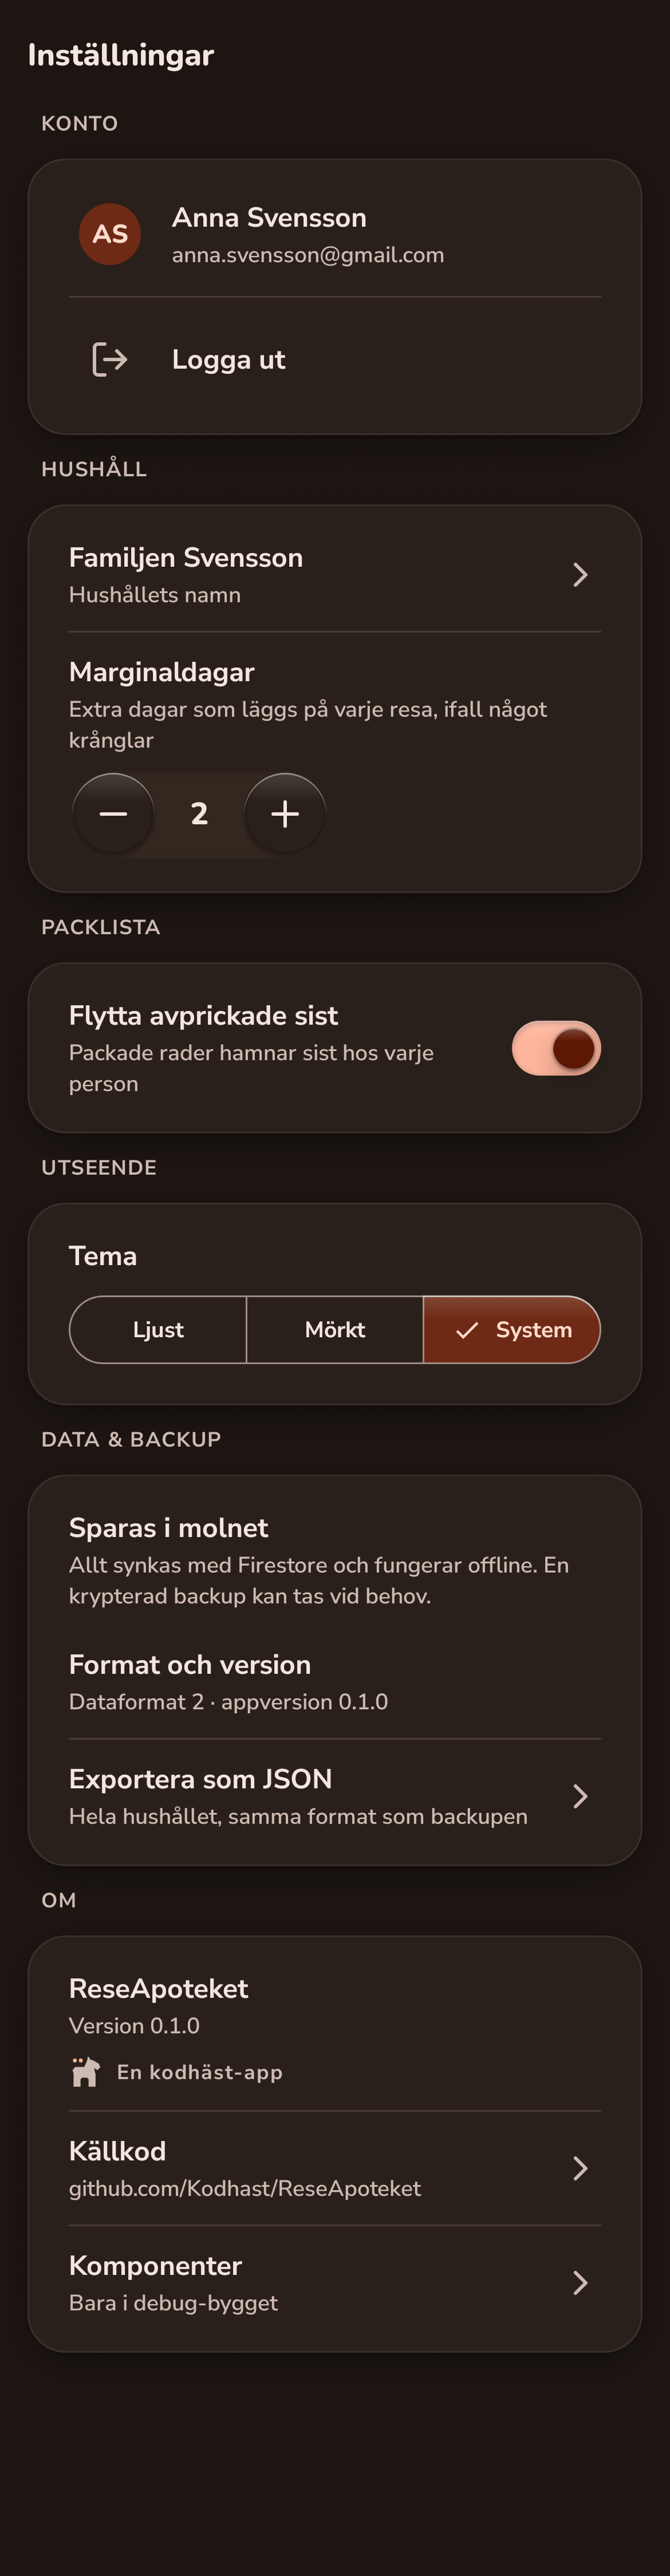 Inställningar
KONTO
AS
Anna Svensson
anna.svensson@gmail.com
Logga ut
HUSHÅLL
Familjen Svensson
Hushållets namn
Marginaldagar
Extra dagar som läggs på varje resa, ifall något
krånglar
2
PACKLISTA
Flytta avprickade sist
Packade rader hamnar sist hos varje
person
UTSEENDE
Tema
Ljust
Mörkt
System
DATA & BACKUP
Sparas i molnet
Allt synkas med Firestore och fungerar offline. En
krypterad backup kan tas vid behov.
Format och version
Dataformat 2 · appversion 0.1.0
Exportera som JSON
Hela hushållet, samma format som backupen
OM
ReseApoteket
Version 0.1.0
En kodhäst-app
Källkod
github.com/Kodhast/ReseApoteket
Komponenter
Bara i debug-bygget